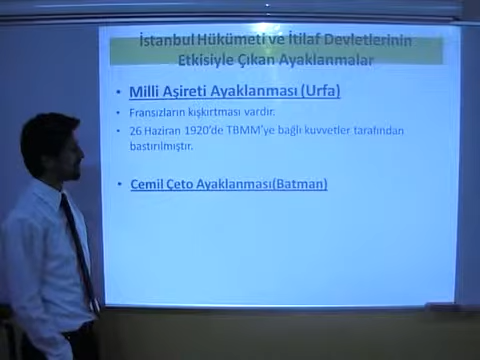 İstanbul Hükümeti ve İtilaf Devletlerinin
Etkisiyle Çıkan Ayaklanmalar
• Milli Aşireti Ayaklanması (Urfa)
• Fransızların kışkırtması vardır.
• 26 Haziran 1920'de TBMM'ye bağlı kuvvetler tarafından
bastırılmıştır.
• Cemil Çeto Ayaklanması(Batman)